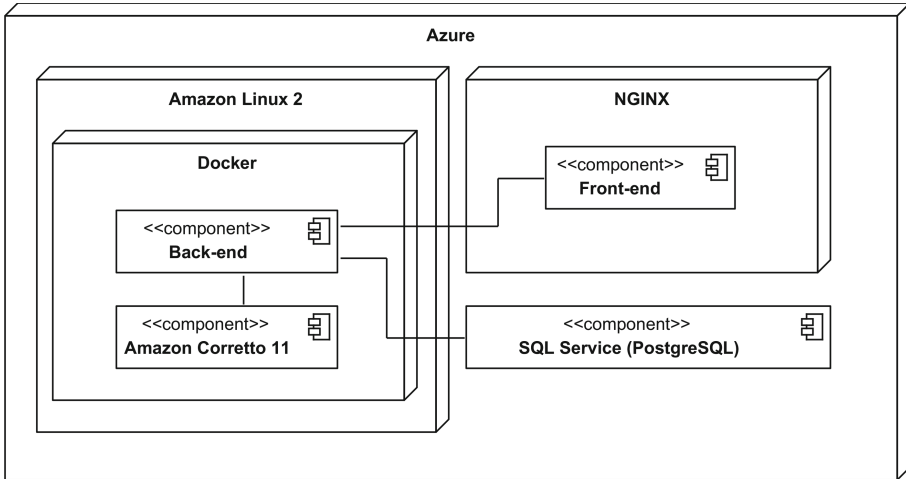 Azure
Amazon Linux 2
Docker
<<component>>
Back-end
<<component>>
Amazon Corretto 11
NGINX
<<component>>
Front-end
<<component>>
SQL Service (PostgreSQL)